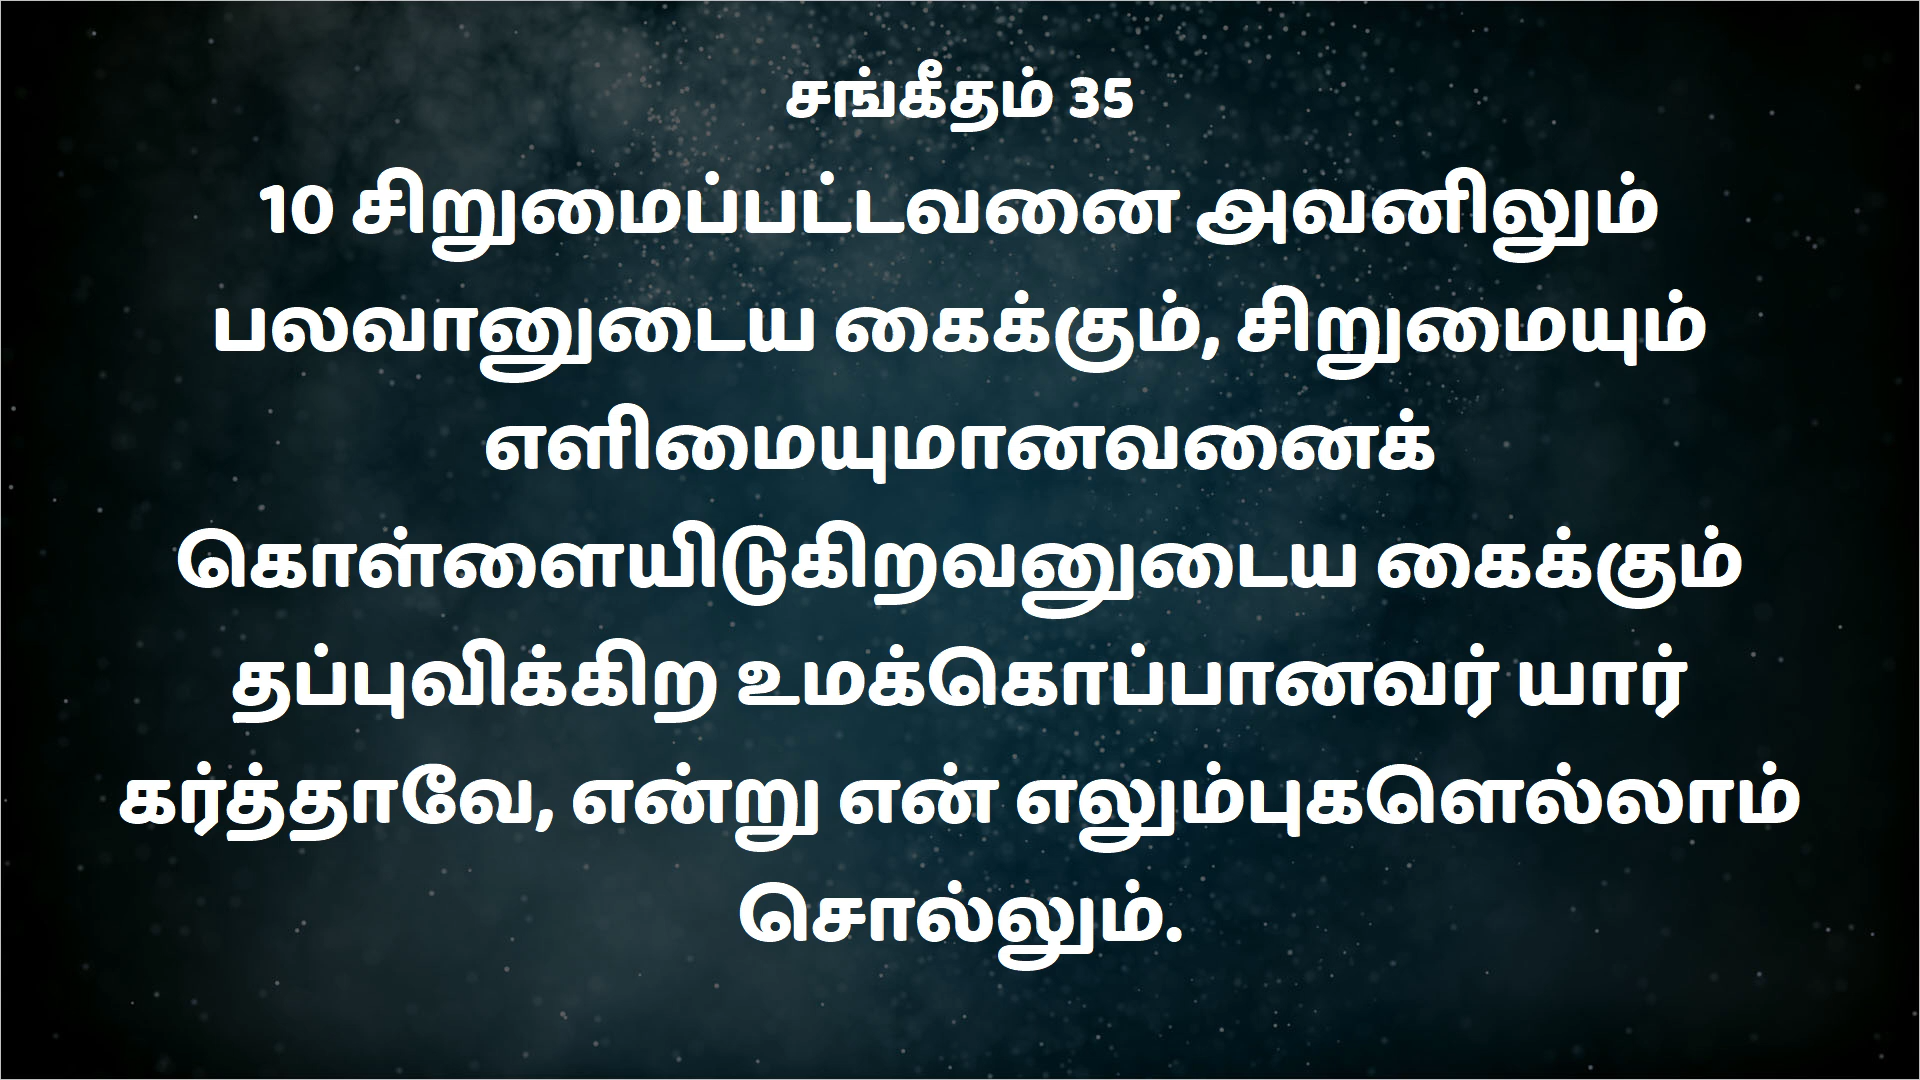 சங்கீதம் 35
10 சிறுமைப்பட்டவனை அவனிலும்
பலவானுடைய கைக்கும், சிறுமையும்
எளிமையுமானவனைக்
கொள்ளையிடுகிறவனுடைய கைக்கும்
தப்புவிக்கிற உமக்கொப்பானவர் யார்
கர்த்தாவே, என்று என் எலும்புகளெல்லாம்
சொல்லும்.